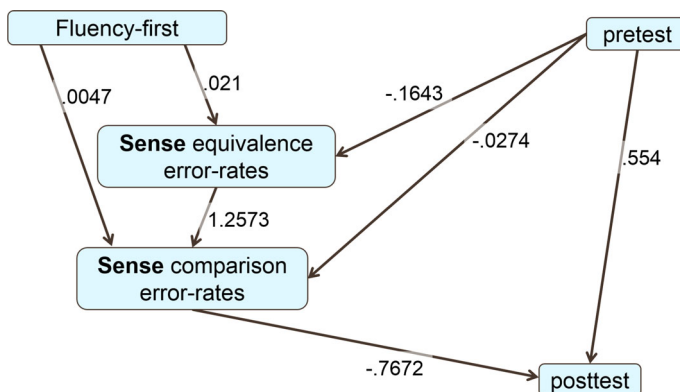 Fluency-first
pretest
.0047
.021
-.1643
-.0274
.554
Sense equivalence
error-rates
1.2573
Sense comparison
error-rates
-.7672
posttest